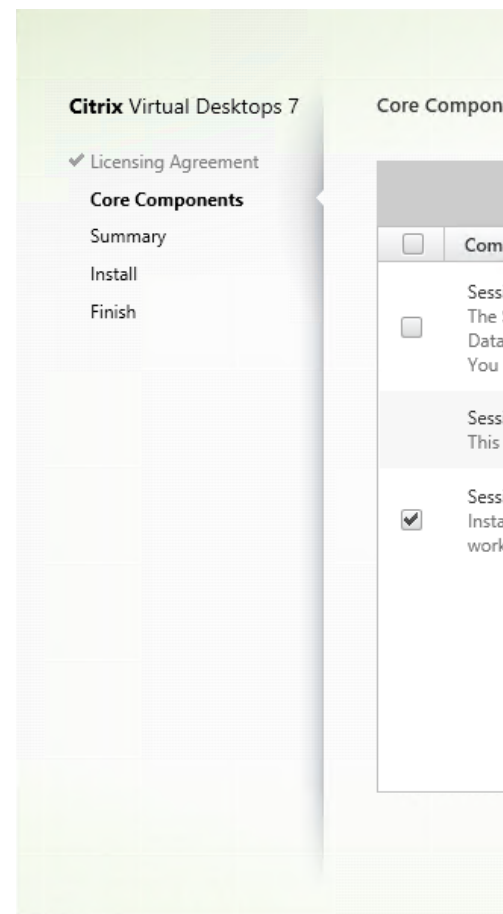 Citrix Virtual Desktops 7
Licensing Agreement
Core Components
Summary
Install
Finish
Core Compon
Com
Sess
The
Data
You
Sess
This
Sess
Insta
work